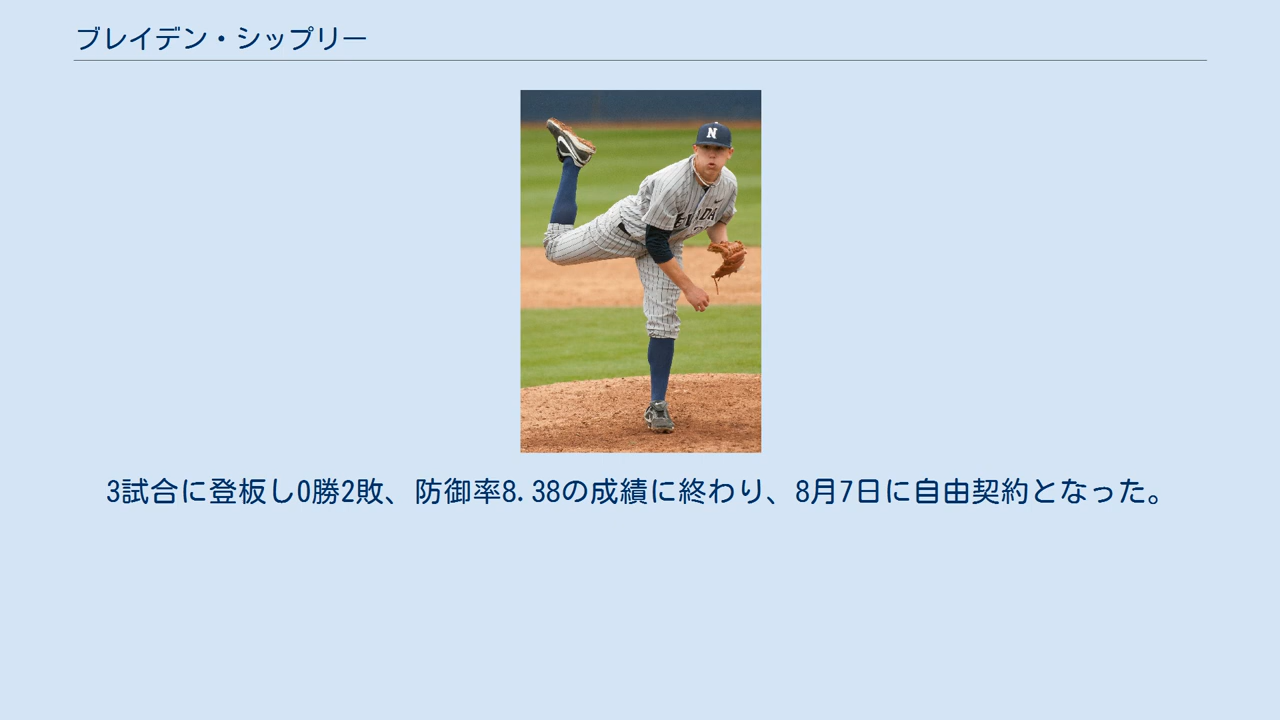 ブレイデン・シップリー
N
EVADA
3試合に登板し0勝2敗、防御率8.38の成績に終わり、8月7日に自由契約となった。